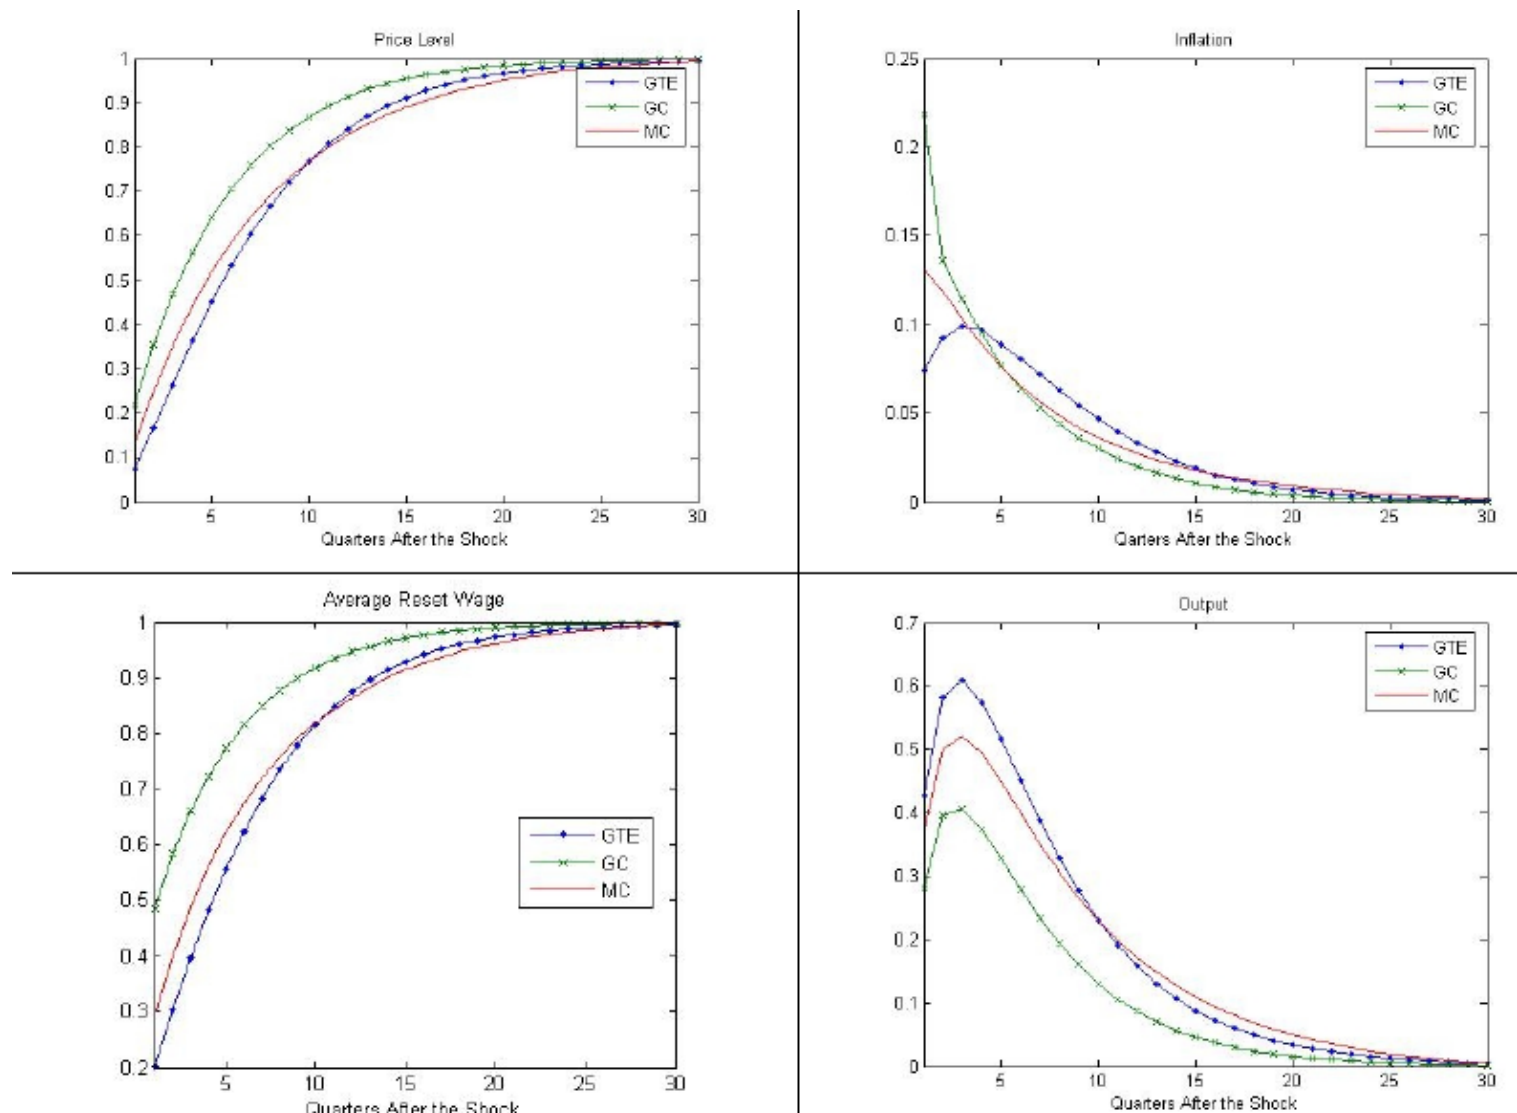 Price Level
1
0.9
0.8
0.7
0.6
0.5
0.4
0.3
0.2
0.1
0
5 10 15 20 25 30
Quarters After the Shock
GTE
GC
MC
Inflation
0.25
0.2
0.15
0.1
0.05
0
5 10 15 20 25 30
Qarters After the Shock
GTE
GC
MC
Average Reset Wage
1
0.9
0.8
0.7
0.6
0.5
0.4
0.3
0.2
5 10 15 20 25 30
Quarters After the Shock
GTE
GC
MC
Output
0.7
0.6
0.5
0.4
0.3
0.2
0.1
0
5 10 15 20 25 30
Quarters After the Shock
GTE
GC
MC